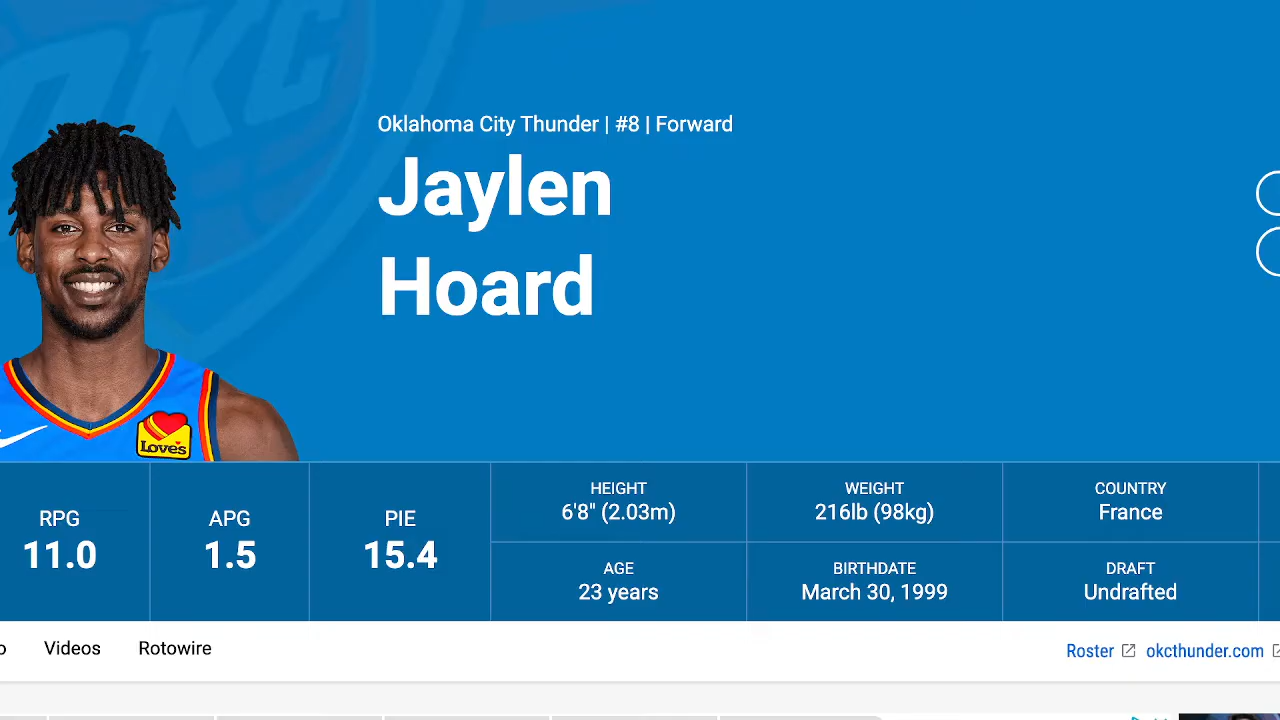 OKC
Oklahoma City Thunder | #8 | Forward
Jaylen
Hoard
Love's
RPG
11.0
APG
1.5
PIE
15.4
HEIGHT
6'8" (2.03m)
WEIGHT
216lb (98kg)
COUNTRY
France
AGE
23 years
BIRTHDATE
March 30, 1999
DRAFT
Undrafted
Videos
Rotowire
Roster
okcthunder.com